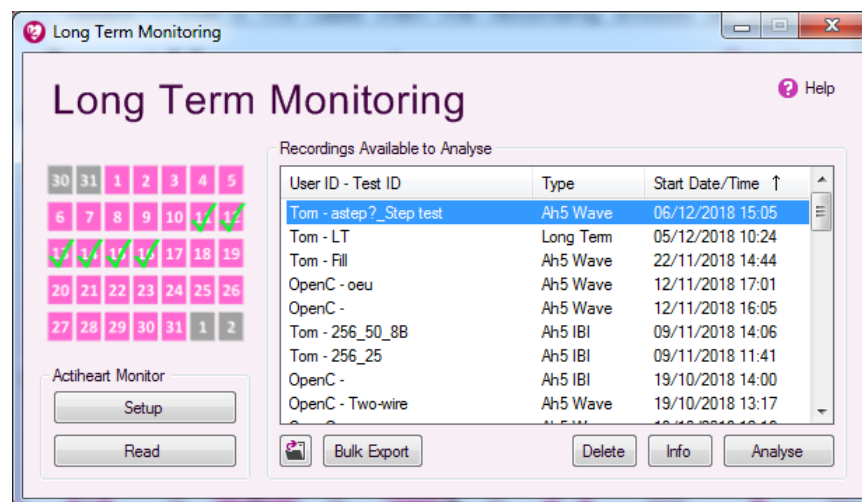 Long Term Monitoring
Long Term Monitoring
Help
30 31 1 2 3 4 5
6 7 8 9 10 11 12
13 14 15 16 17 18 19
20 21 22 23 24 25 26
27 28 29 30 31 1 2
Actiheart Monitor
Setup
Read
Recordings Available to Analyse
User ID - Test ID Type Start Date/Time
Tom - astep?_Step test Ah5 Wave 06/12/2018 15:05
Tom - LT Long Term 05/12/2018 10:24
Tom - Fill Ah5 Wave 22/11/2018 14:44
OpenC - oeu Ah5 Wave 12/11/2018 17:01
OpenC - Ah5 Wave 12/11/2018 16:05
Tom - 256_50_8B Ah5 IBI 09/11/2018 14:06
Tom - 256_25 Ah5 IBI 09/11/2018 11:41
OpenC - Ah5 IBI 19/10/2018 14:00
OpenC - Two-wire Ah5 Wave 19/10/2018 13:17
Bulk Export Delete Info Analyse